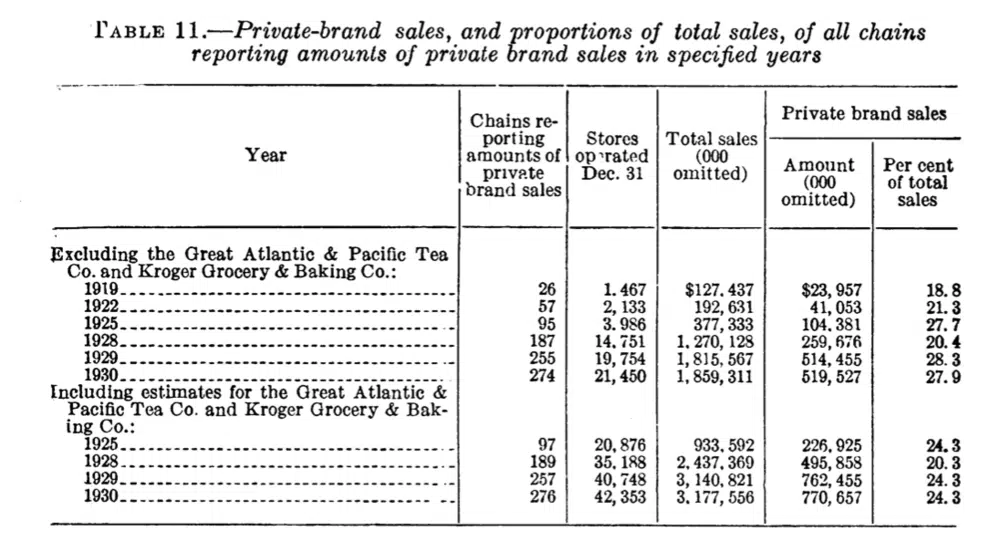 TABLE 11.—Private-brand sales, and proportions of total sales, of all chains
reporting amounts of private brand sales in specified years
Year
Chains re-
porting
amounts of
private
brand sales
Stores
operated
Dec. 31
Total sales
(000
omitted)
Private brand sales
Amount
(000
omitted)
Per cent
of total
sales
Excluding the Great Atlantic & Pacific Tea
Co. and Kroger Grocery & Baking Co.:
1919 26 1,467 $127,437 $23,957 18.8
1922 57 2,133 192,631 41,053 21.3
1925 95 3,986 377,333 104,381 27.7
1928 187 14,751 1,270,128 259,676 20.4
1929 255 19,754 1,815,567 514,455 28.3
1930 274 21,450 1,859,311 519,527 27.9
Including estimates for the Great Atlantic &
Pacific Tea Co. and Kroger Grocery & Bak-
ing Co.:
1925 97 20,876 933,592 226,925 24.3
1928 189 35,188 2,437,369 495,858 20.3
1929 257 40,748 3,140,821 762,455 24.3
1930 276 42,353 3,177,556 770,657 24.3